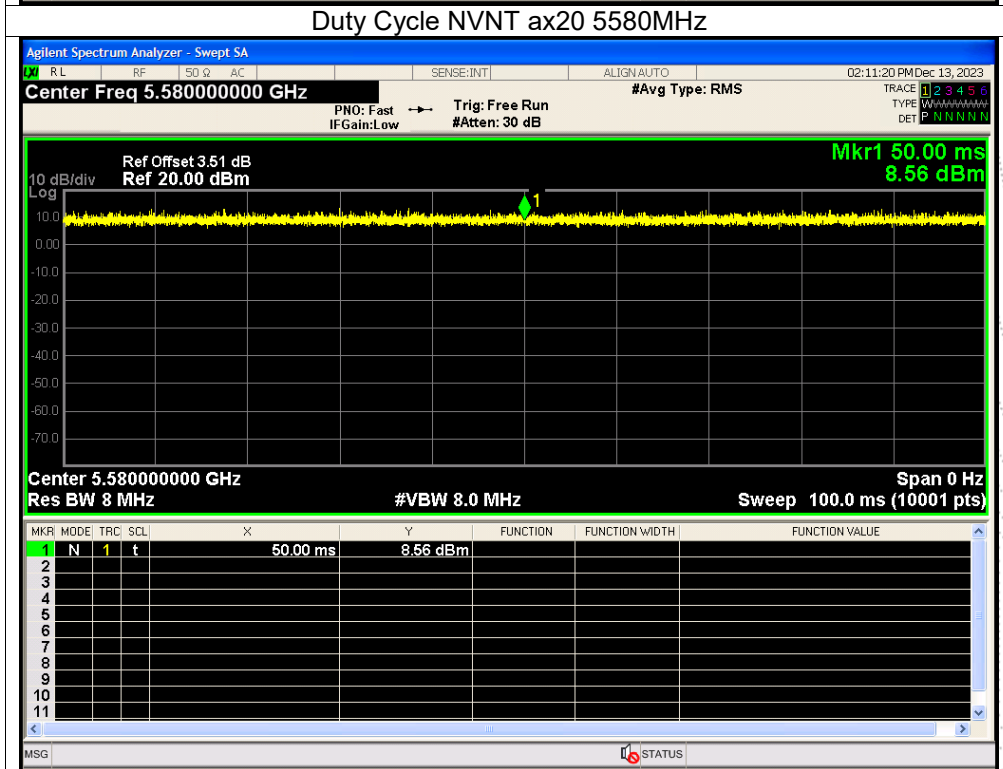 Duty Cycle NVNT ax20 5580MHz
Agilent Spectrum Analyzer - Swept SA
LXI RL RF 50 Ω AC SENSE:INT ALIGN AUTO 02:11:20 PM Dec 13, 2023
Center Freq 5.580000000 GHz #Avg Type: RMS TRACE 1 2 3 4 5 6
PNO: Fast Trig: Free Run TYPE W
IFGain:Low #Atten: 30 dB DET P N N N N N
Mkr1 50.00 ms
Ref Offset 3.51 dB
10 dB/div Ref 20.00 dBm 8.56 dBm
Log
1
10.0
0.00
-10.0
-20.0
-30.0
-40.0
-50.0
-60.0
-70.0
Center 5.580000000 GHz Span 0 Hz
Res BW 8 MHz #VBW 8.0 MHz Sweep 100.0 ms (10001 pts)
MKR MODE TRC SCL X Y FUNCTION FUNCTION WIDTH FUNCTION VALUE
1 N 1 t 50.00 ms 8.56 dBm
2
3
4
5
6
7
8
9
10
11
MSG STATUS